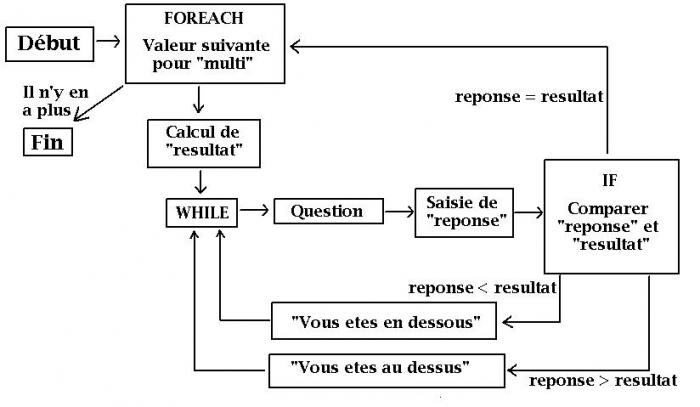 FOREACH
Début
Valeur suivante
pour "multi"
Il n'y en
a plus
Fin
reponse = resultat
Calcul de
"resultat"
IF
Comparer
"reponse" et
"resultat"
WHILE
Question
Saisie de
"reponse"
reponse < resultat
"Vous etes en dessous"
"Vous etes au dessus"
reponse > resultat